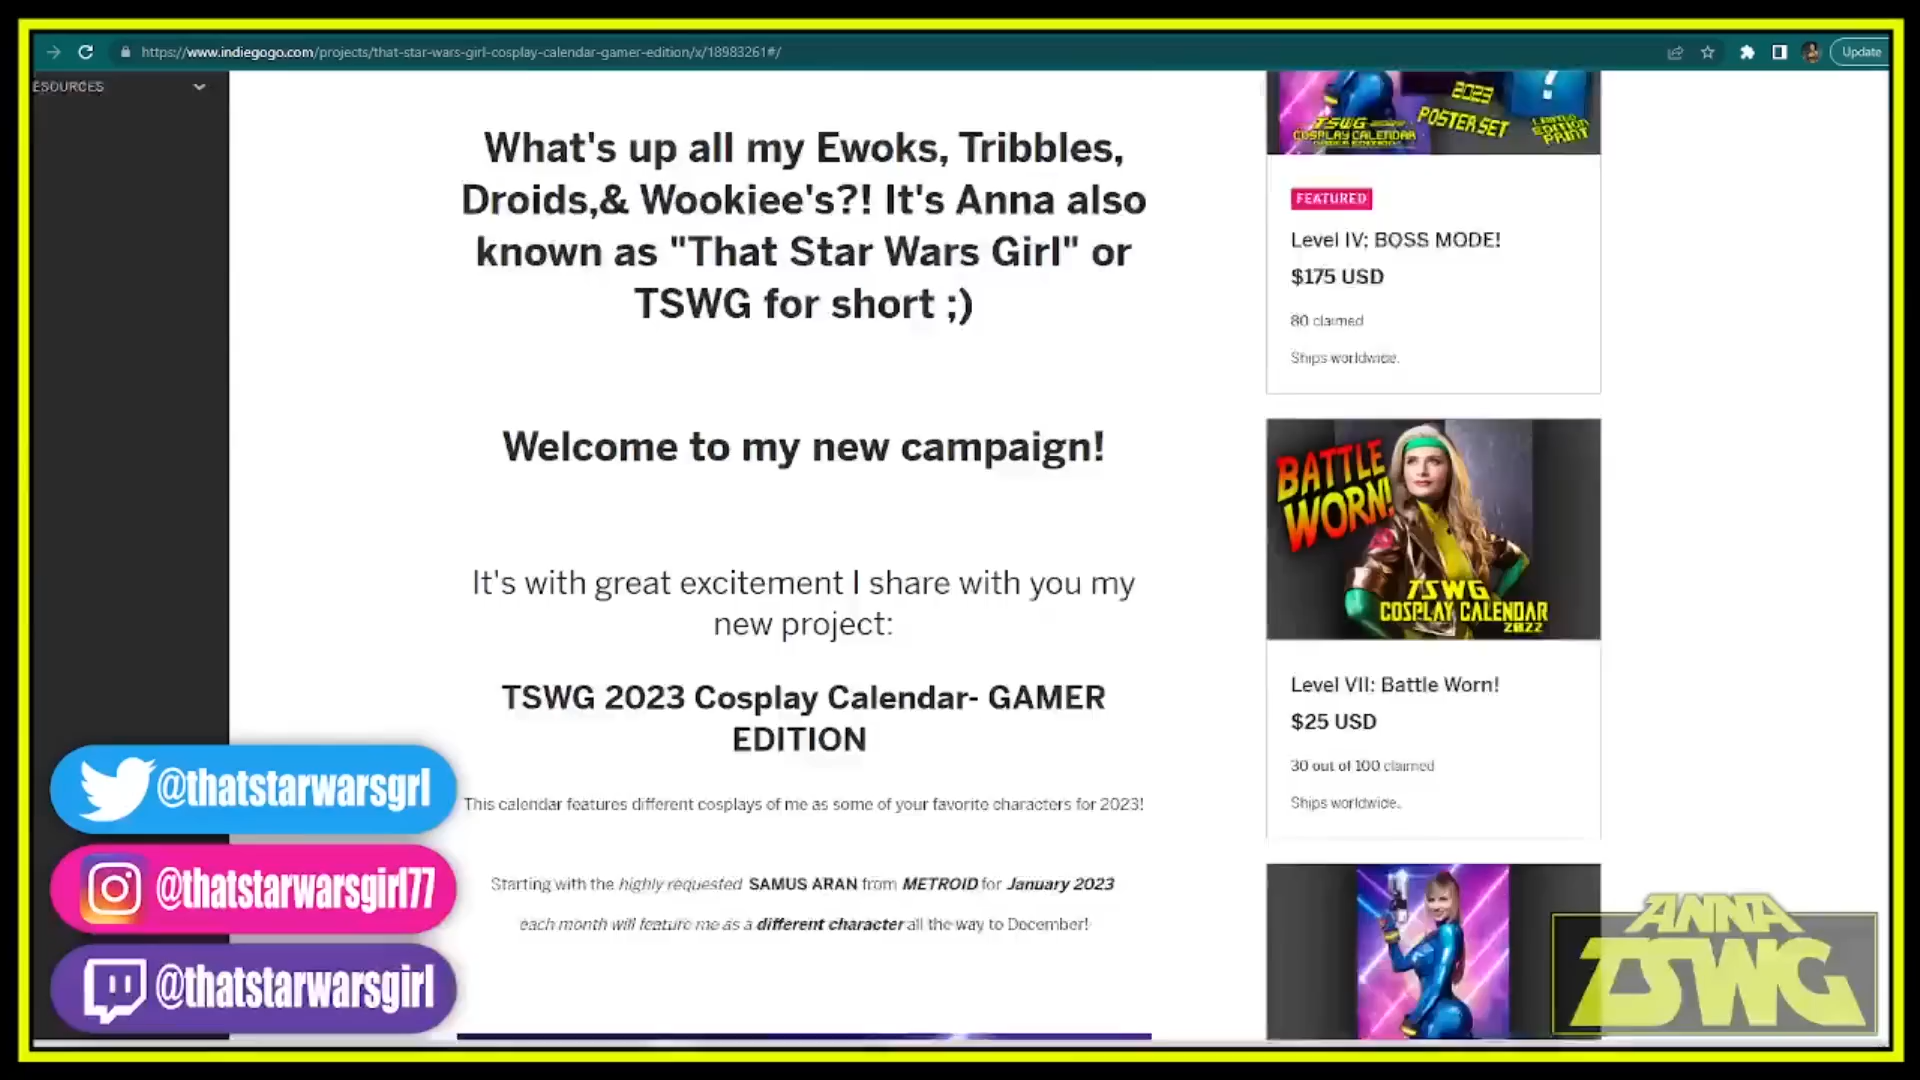 https://www.indiegogo.com/projects/that-star-wars-girl-cosplay-calendar-gamer-edition/x/18983261#/
Update
ESOURCES
What's up all my Ewoks, Tribbles,
Droids,& Wookiee's?! It's Anna also
known as "That Star Wars Girl" or
TSWG for short ;)
Welcome to my new campaign!
It's with great excitement I share with you my
new project:
TSWG 2023 Cosplay Calendar- GAMER
EDITION
This calendar features different cosplays of me as some of your favorite characters for 2023!
Starting with the highly requested SAMUS ARAN from METROID for January 2023
each month will feature me as a different character all the way to December!
TSWG
COSPLAY CALENDAR
2023
POSTER SET
?
LIMITED
EDITION
PRINT
FEATURED
Level IV; BOSS MODE!
$175 USD
80 claimed
Ships worldwide.
BATTLE
WORN!
TSWG
COSPLAY CALENDAR
2022
Level VII: Battle Worn!
$25 USD
30 out of 100 claimed
Ships worldwide.
@thatstarwarsgrl
@thatstarwarsgirl77
@thatstarwarsgirl
ANNA
TSWG